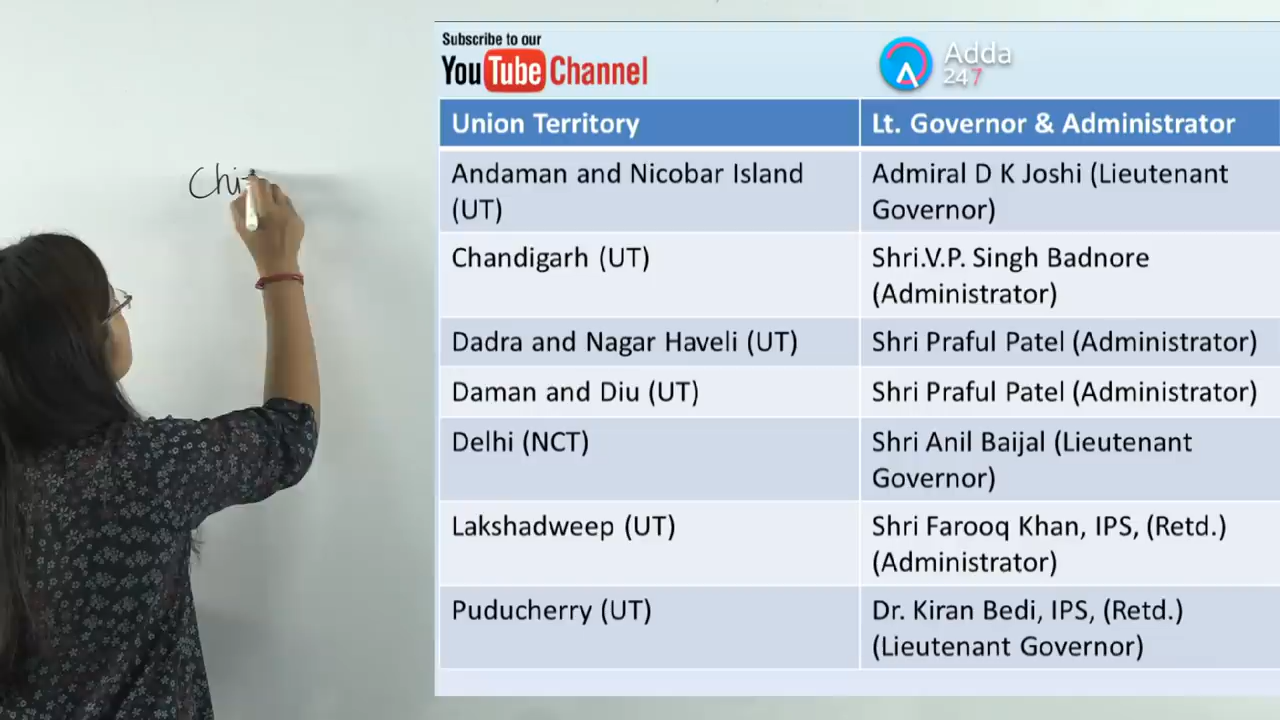 Chi
Subscribe to our
YouTube Channel
Adda
247
Union Territory
Lt. Governor & Administrator
Andaman and Nicobar Island
(UT)
Admiral D K Joshi (Lieutenant
Governor)
Chandigarh (UT)
Shri.V.P. Singh Badnore
(Administrator)
Dadra and Nagar Haveli (UT)
Shri Praful Patel (Administrator)
Daman and Diu (UT)
Shri Praful Patel (Administrator)
Delhi (NCT)
Shri Anil Baijal (Lieutenant
Governor)
Lakshadweep (UT)
Shri Farooq Khan, IPS, (Retd.)
(Administrator)
Puducherry (UT)
Dr. Kiran Bedi, IPS, (Retd.)
(Lieutenant Governor)